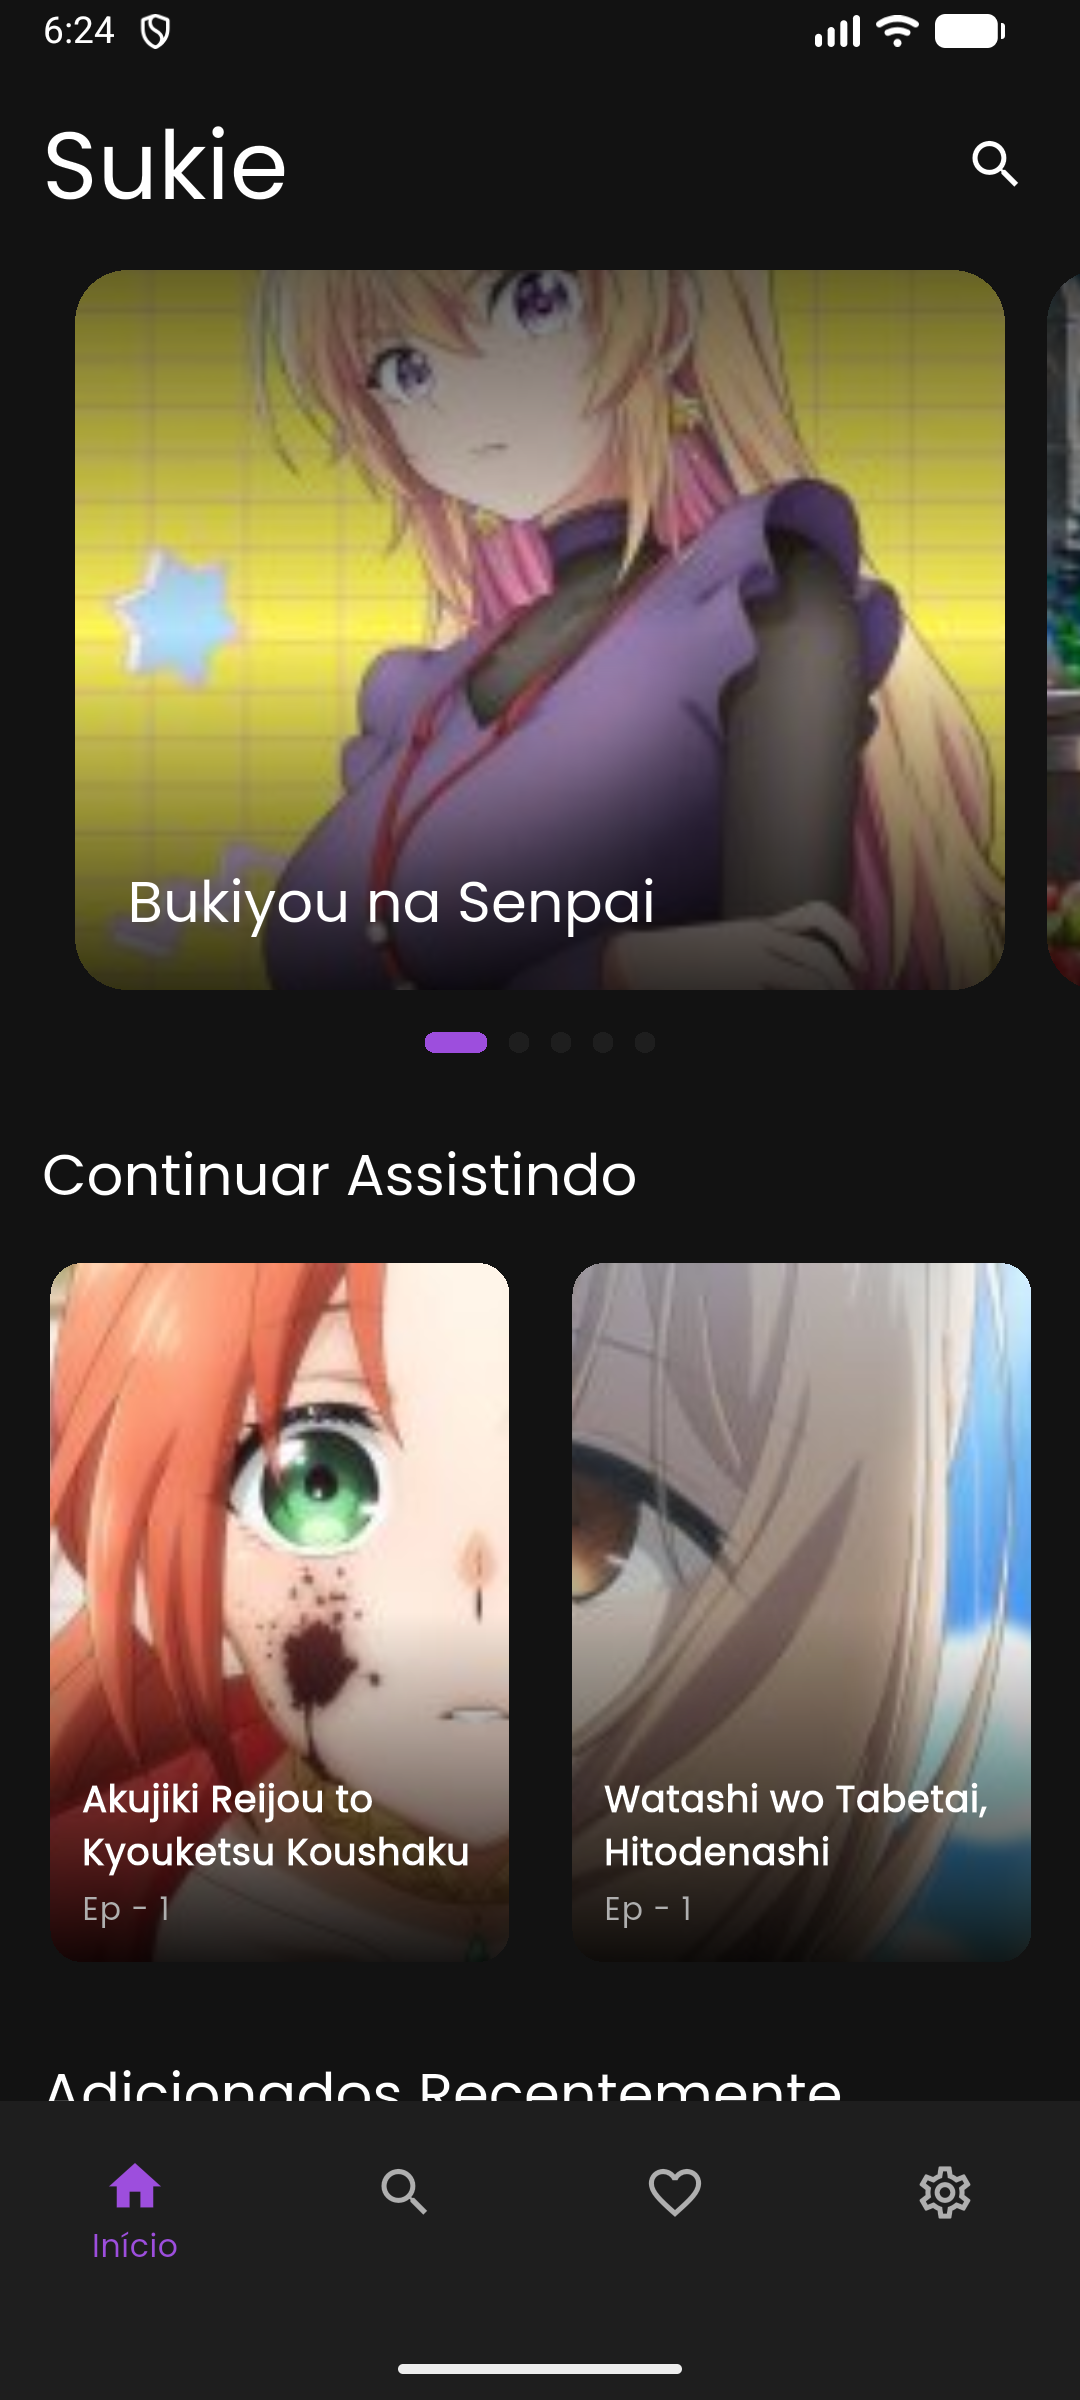 6:24
Sukie
Bukiyou na Senpai
Continuar Assistindo
Akujiki Reijou to
Kyouketsu Koushaku
Ep - 1
Watashi wo Tabetai,
Hitodenashi
Ep - 1
Adicionados Recentemente
Início